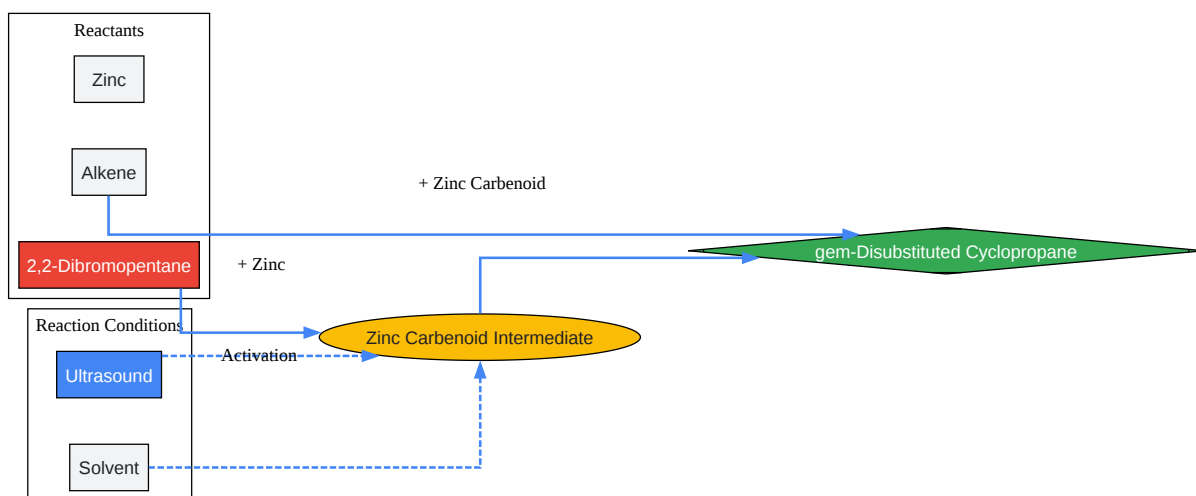 Reactants
Zinc
Alkene
+ Zinc Carbenoid
2,2-Dibromopentane
+ Zinc
gem-Disubstituted Cyclopropane
Reaction Conditions
Zinc Carbenoid Intermediate
Activation
Ultrasound
Solvent